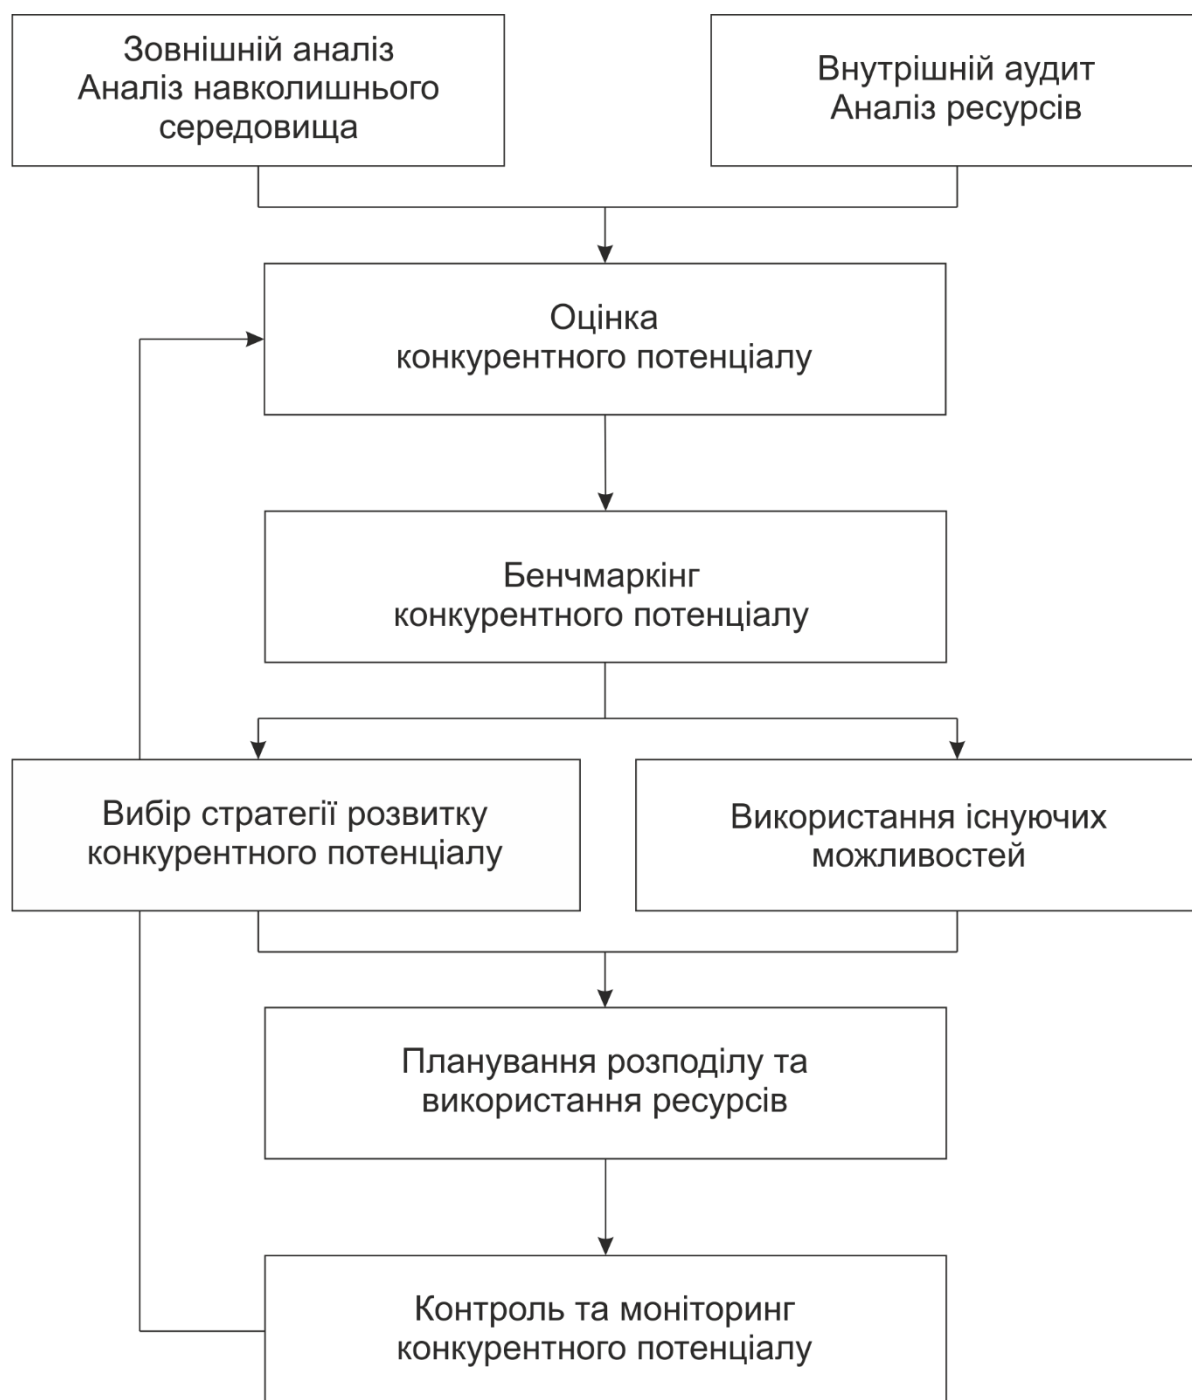 Зовнішній аналіз
Аналіз навколишнього
середовища
Внутрішній аудит
Аналіз ресурсів
Оцінка
конкурентного потенціалу
Бенчмаркінг
конкурентного потенціалу
Вибір стратегії розвитку
конкурентного потенціалу
Використання існуючих
можливостей
Планування розподілу та
використання ресурсів
Контроль та моніторинг
конкурентного потенціалу